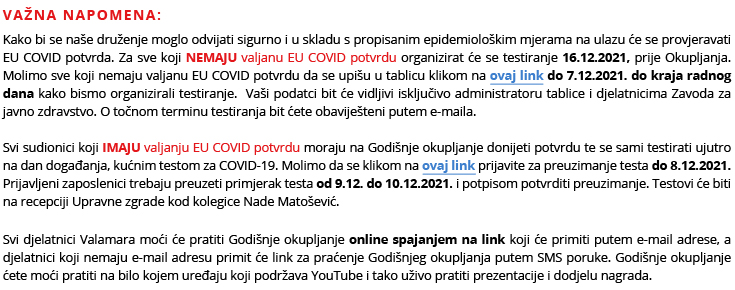 VAŽNA NAPOMENA:
Kako bi se naše druženje moglo odvijati sigurno i u skladu s propisanim epidemiološkim mjerama na ulazu će se provjeravati
EU COVID potvrda. Za sve koji NEMAJU valjanu EU COVID potvrdu organizirat će se testiranje 16.12.2021, prije Okupljanja.
Molimo sve koji nemaju valjanu EU COVID potvrdu da se upišu u tablicu klikom na ovaj link do 7.12.2021. do kraja radnog
dana kako bismo organizirali testiranje. Vaši podatci bit će vidljivi isključivo administratoru tablice i djelatnicima Zavoda za
javno zdravstvo. O točnom terminu testiranja bit ćete obaviješteni putem e-maila.
Svi sudionici koji IMAJU valjanju EU COVID potvrdu moraju na Godišnje okupljanje donijeti potvrdu te se sami testirati ujutro
na dan događanja, kućnim testom za COVID-19. Molimo da se klikom na ovaj link prijavite za preuzimanje testa do 8.12.2021.
Prijavljeni zaposlenici trebaju preuzeti primjerak testa od 9.12. do 10.12.2021. i potpisom potvrditi preuzimanje. Testovi će biti
na recepciji Upravne zgrade kod kolegice Nade Matošević.
Svi djelatnici Valamara moći će pratiti Godišnje okupljanje online spajanjem na link koji će primiti putem e-mail adrese, a
djelatnici koji nemaju e-mail adresu primit će link za praćenje Godišnjeg okupljanja putem SMS poruke. Godišnje okupljanje
ćete moći pratiti na bilo kojem uređaju koji podržava YouTube i tako uživo pratiti prezentacije i dodjelu nagrada.